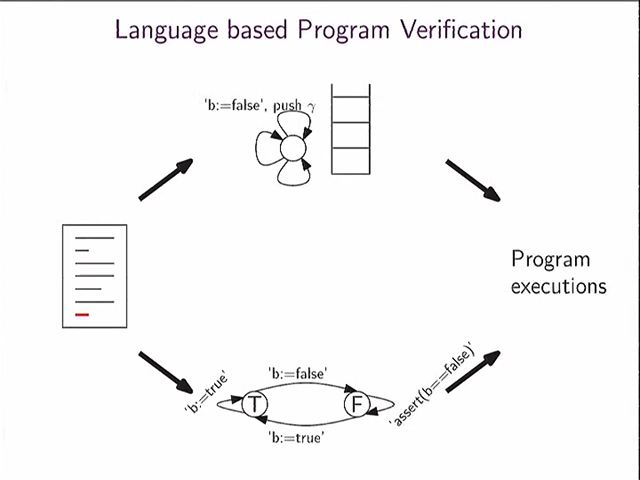 Language based Program Verification
'b:=false', push γ
Program
executions
'b:=true'
'b:=false'
'assert(b==false)'
T
F
'b:=true'